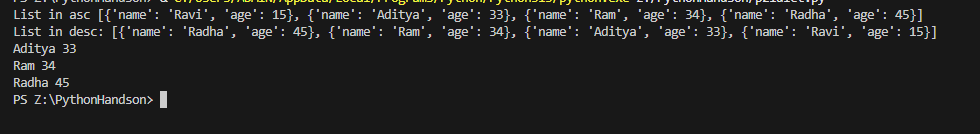 List in asc [{'name': 'Ravi', 'age': 15}, {'name': 'Aditya', 'age': 33}, {'name': 'Ram', 'age': 34}, {'name': 'Radha', 'age': 45}]
List in desc: [{'name': 'Radha', 'age': 45}, {'name': 'Ram', 'age': 34}, {'name': 'Aditya', 'age': 33}, {'name': 'Ravi', 'age': 15}]
Aditya 33
Ram 34
Radha 45
PS Z:\PythonHandson>